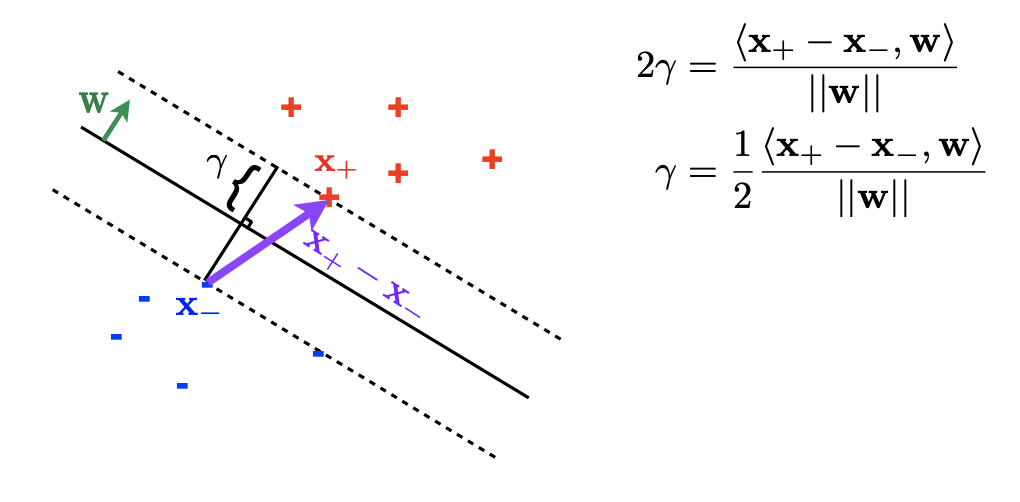 2γ = ⟨x₊ − x₋, w⟩ / ||w||
γ = 1/2 ⟨x₊ − x₋, w⟩ / ||w||
w
γ {
x₊
x₊ − x₋
x₋